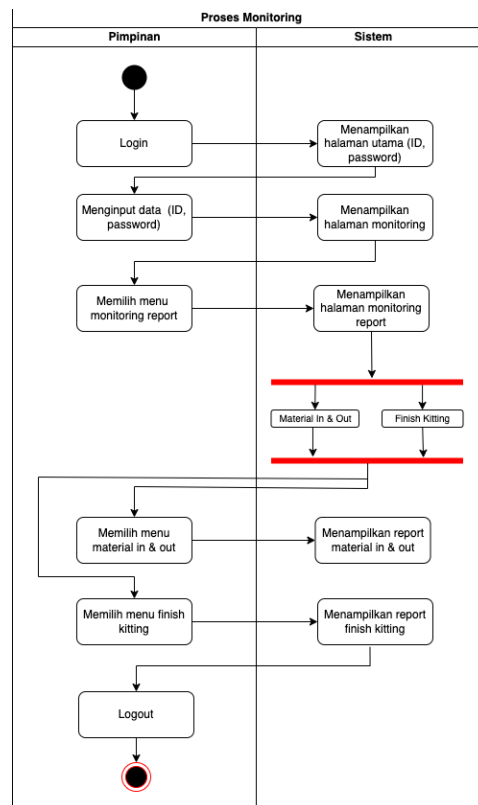 Proses Monitoring
Pimpinan
Sistem
Login
Menampilkan
halaman utama (ID,
password)
Menginput data (ID,
password)
Menampilkan
halaman monitoring
Memilih menu
monitoring report
Menampilkan
halaman monitoring
report
Material In & Out
Finish Kitting
Memilih menu
material in & out
Menampilkan report
material in & out
Memilih menu finish
kitting
Menampilkan report
finish kitting
Logout